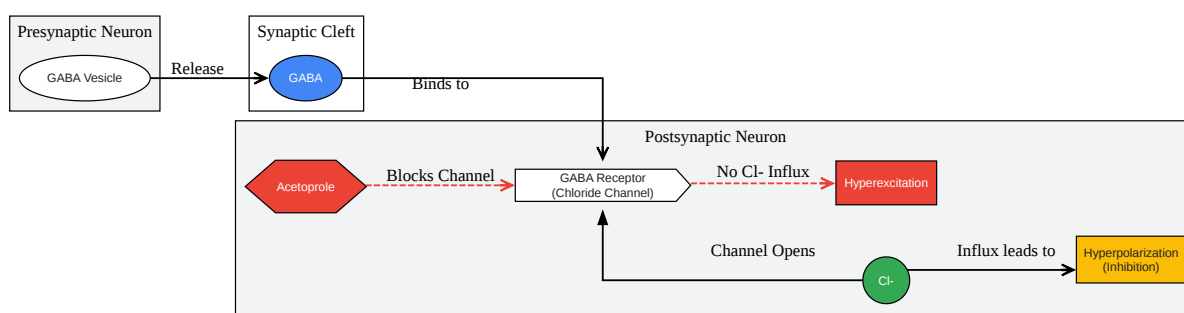 Presynaptic Neuron
Synaptic Cleft
GABA Vesicle
Release
GABA
Binds to
Postsynaptic Neuron
Acetoprole
Blocks Channel
GABA Receptor
(Chloride Channel)
No Cl- Influx
Hyperexcitation
Channel Opens
Cl-
Influx leads to
Hyperpolarization
(Inhibition)